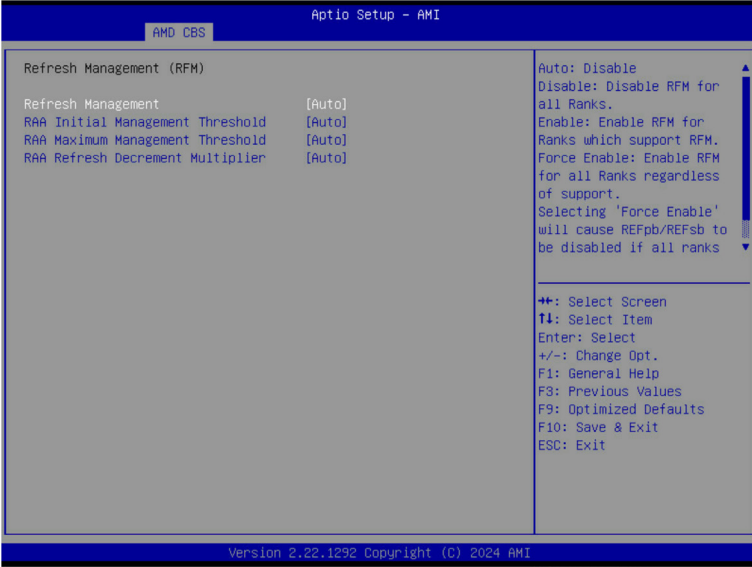 Aptio Setup - AMI
AMD CBS
Refresh Management (RFM)
Refresh Management [Auto]
RAA Initial Management Threshold [Auto]
RAA Maximum Management Threshold [Auto]
RAA Refresh Decrement Multiplier [Auto]
Auto: Disable
Disable: Disable RFM for
all Ranks.
Enable: Enable RFM for
Ranks which support RFM.
Force Enable: Enable RFM
for all Ranks regardless
of support.
Selecting 'Force Enable'
will cause REFpb/REFsb to
be disabled if all ranks
→←: Select Screen
↑↓: Select Item
Enter: Select
+/-: Change Opt.
F1: General Help
F3: Previous Values
F9: Optimized Defaults
F10: Save & Exit
ESC: Exit
Version 2.22.1292 Copyright (C) 2024 AMI